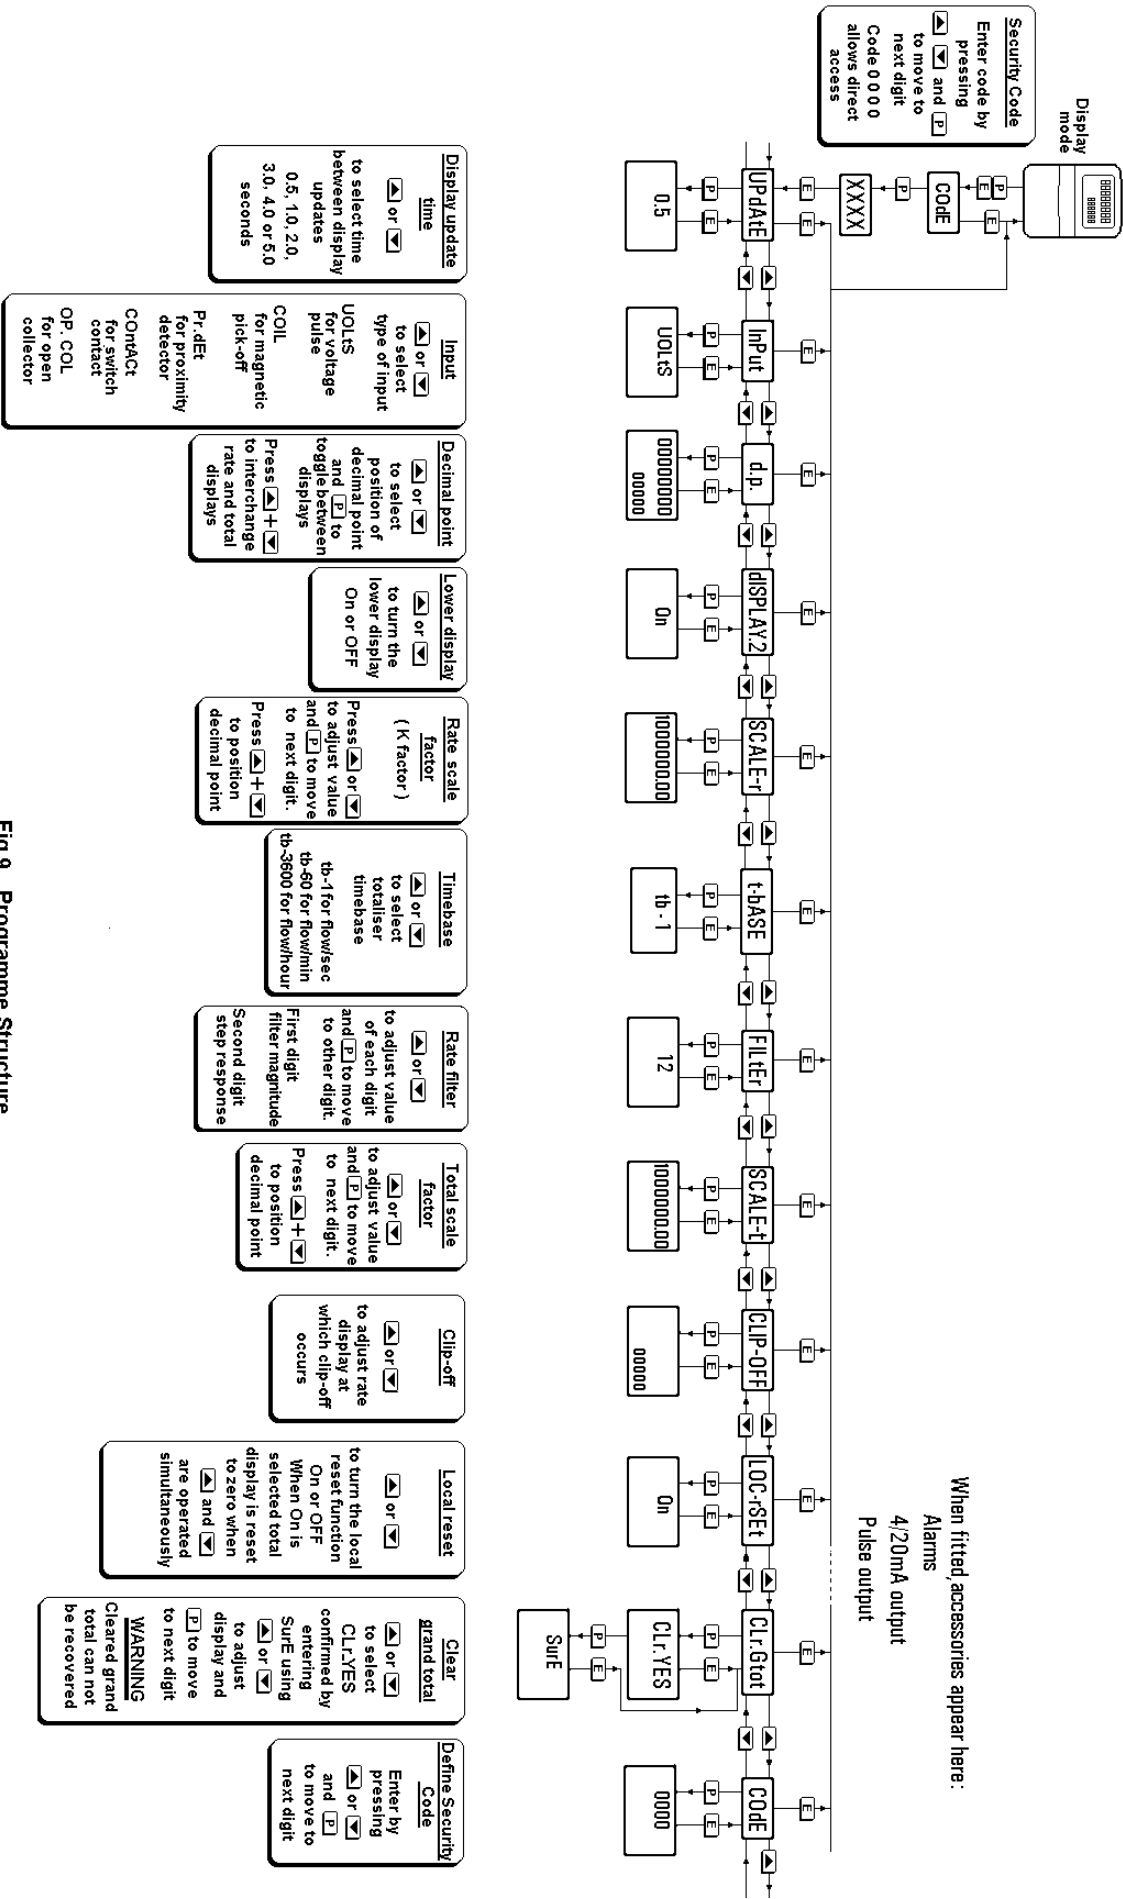 Display
mode
88888888
888888
Security Code
Enter code by
pressing
▲ ▼ and P
to move to
next digit
Code 0 0 0 0
allows direct
access
P
E
E
COdE
P
XXXX
E
When fitted, accessories appear here:
Alarms
4/20mA output
Pulse output
E E E E E E E E E E E E
UPdAtE InPut d.p. dISPLAY.2 SCALE-r t-bASE FILtEr SCALE-t CLIP-OFF LOC-rSEt CLr.Gtot COdE
P E P E P E P E P E P E P E P E P E P E P E P E
0.5
UOLtS
00000000
00000
On
1000000.00
tb - 1
12
1000000.00
00000
On
CLr.YES
0000
P E
SurE
Display update
time
▲ or ▼
to select time
between display
updates
0.5, 1.0, 2.0,
3.0, 4.0 or 5.0
seconds
Input
▲ or ▼
to select
type of input
UOLtS
for voltage
pulse
COIL
for magnetic
pick-off
Pr.dEt
for proximity
detector
COntACt
for switch
contact
OP. COL
for open
collector
Decimal point
▲ or ▼
to select
position of
decimal point
and P to
toggle between
displays
Press ▲+▼
to interchange
rate and total
displays
Lower display
▲ or ▼
to turn the
lower display
On or OFF
Rate scale
factor
( K factor )
Press ▲ or ▼
to adjust value
and P to move
to next digit.
Press ▲+▼
to position
decimal point
Timebase
▲ or ▼
to select
totaliser
timebase
tb-1 for flow/sec
tb-60 for flow/min
tb-3600 for flow/hour
Rate filter
▲ or ▼
to adjust value
of each digit
and P to move
to other digit.
First digit
filter magnitude
Second digit
step response
Total scale
factor
▲ or ▼
to adjust value
and P to move
to next digit.
Press ▲+▼
to position
decimal point
Clip-off
▲ or ▼
to adjust rate
display at
which clip-off
occurs
Local reset
▲ or ▼
to turn the local
reset function
On or OFF
When On is
selected total
display is reset
to zero when
▲ and ▼
are operated
simultaneously
Clear
grand total
▲ or ▼
to select
CLr.YES
confirmed by
entering
SurE using
▲ or ▼
to adjust
display and
P to move
to next digit
WARNING
Cleared grand
total can not
be recovered
Define Security
Code
Enter by
pressing
▲ or ▼
and P
to move to
next digit
Fig 9 Programme Structure